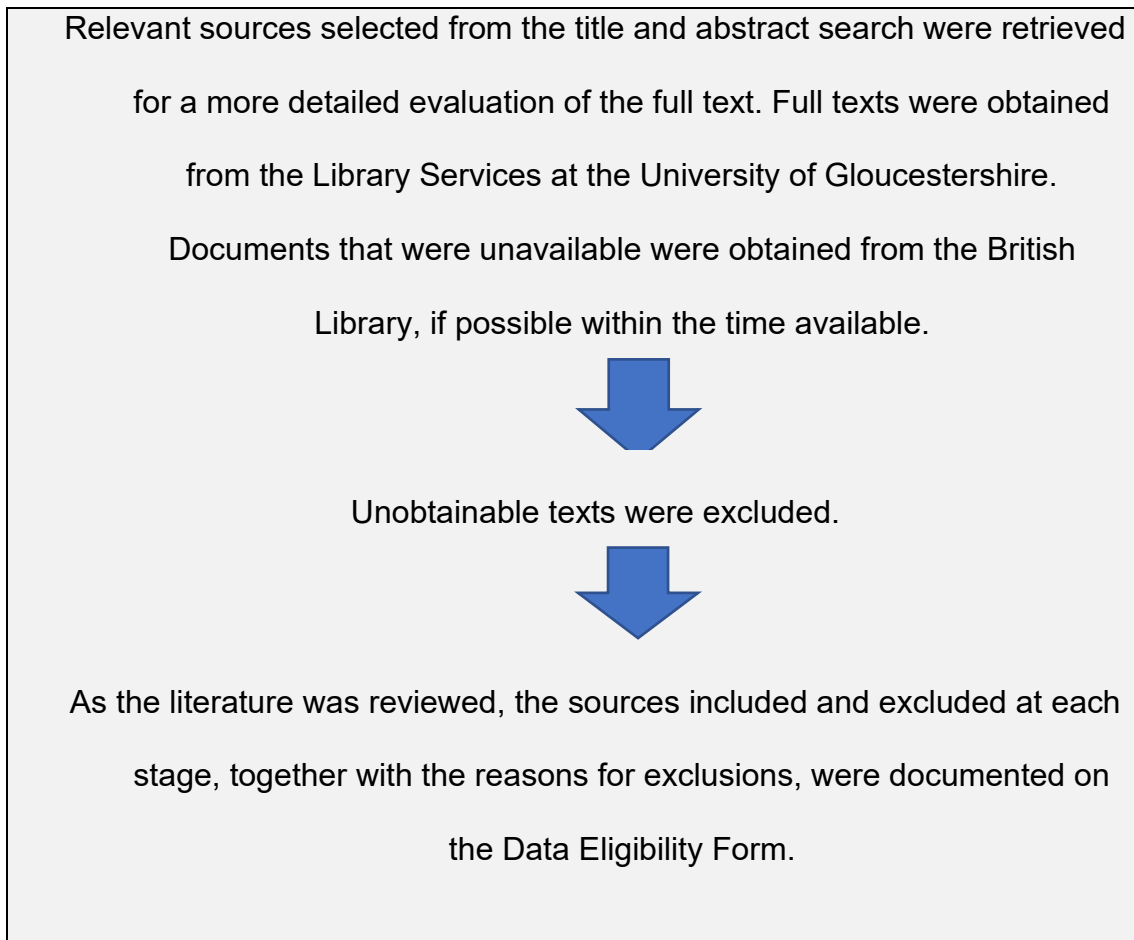 Relevant sources selected from the title and abstract search were retrieved
for a more detailed evaluation of the full text. Full texts were obtained
from the Library Services at the University of Gloucestershire.
Documents that were unavailable were obtained from the British
Library, if possible within the time available.
Unobtainable texts were excluded.
As the literature was reviewed, the sources included and excluded at each
stage, together with the reasons for exclusions, were documented on
the Data Eligibility Form.